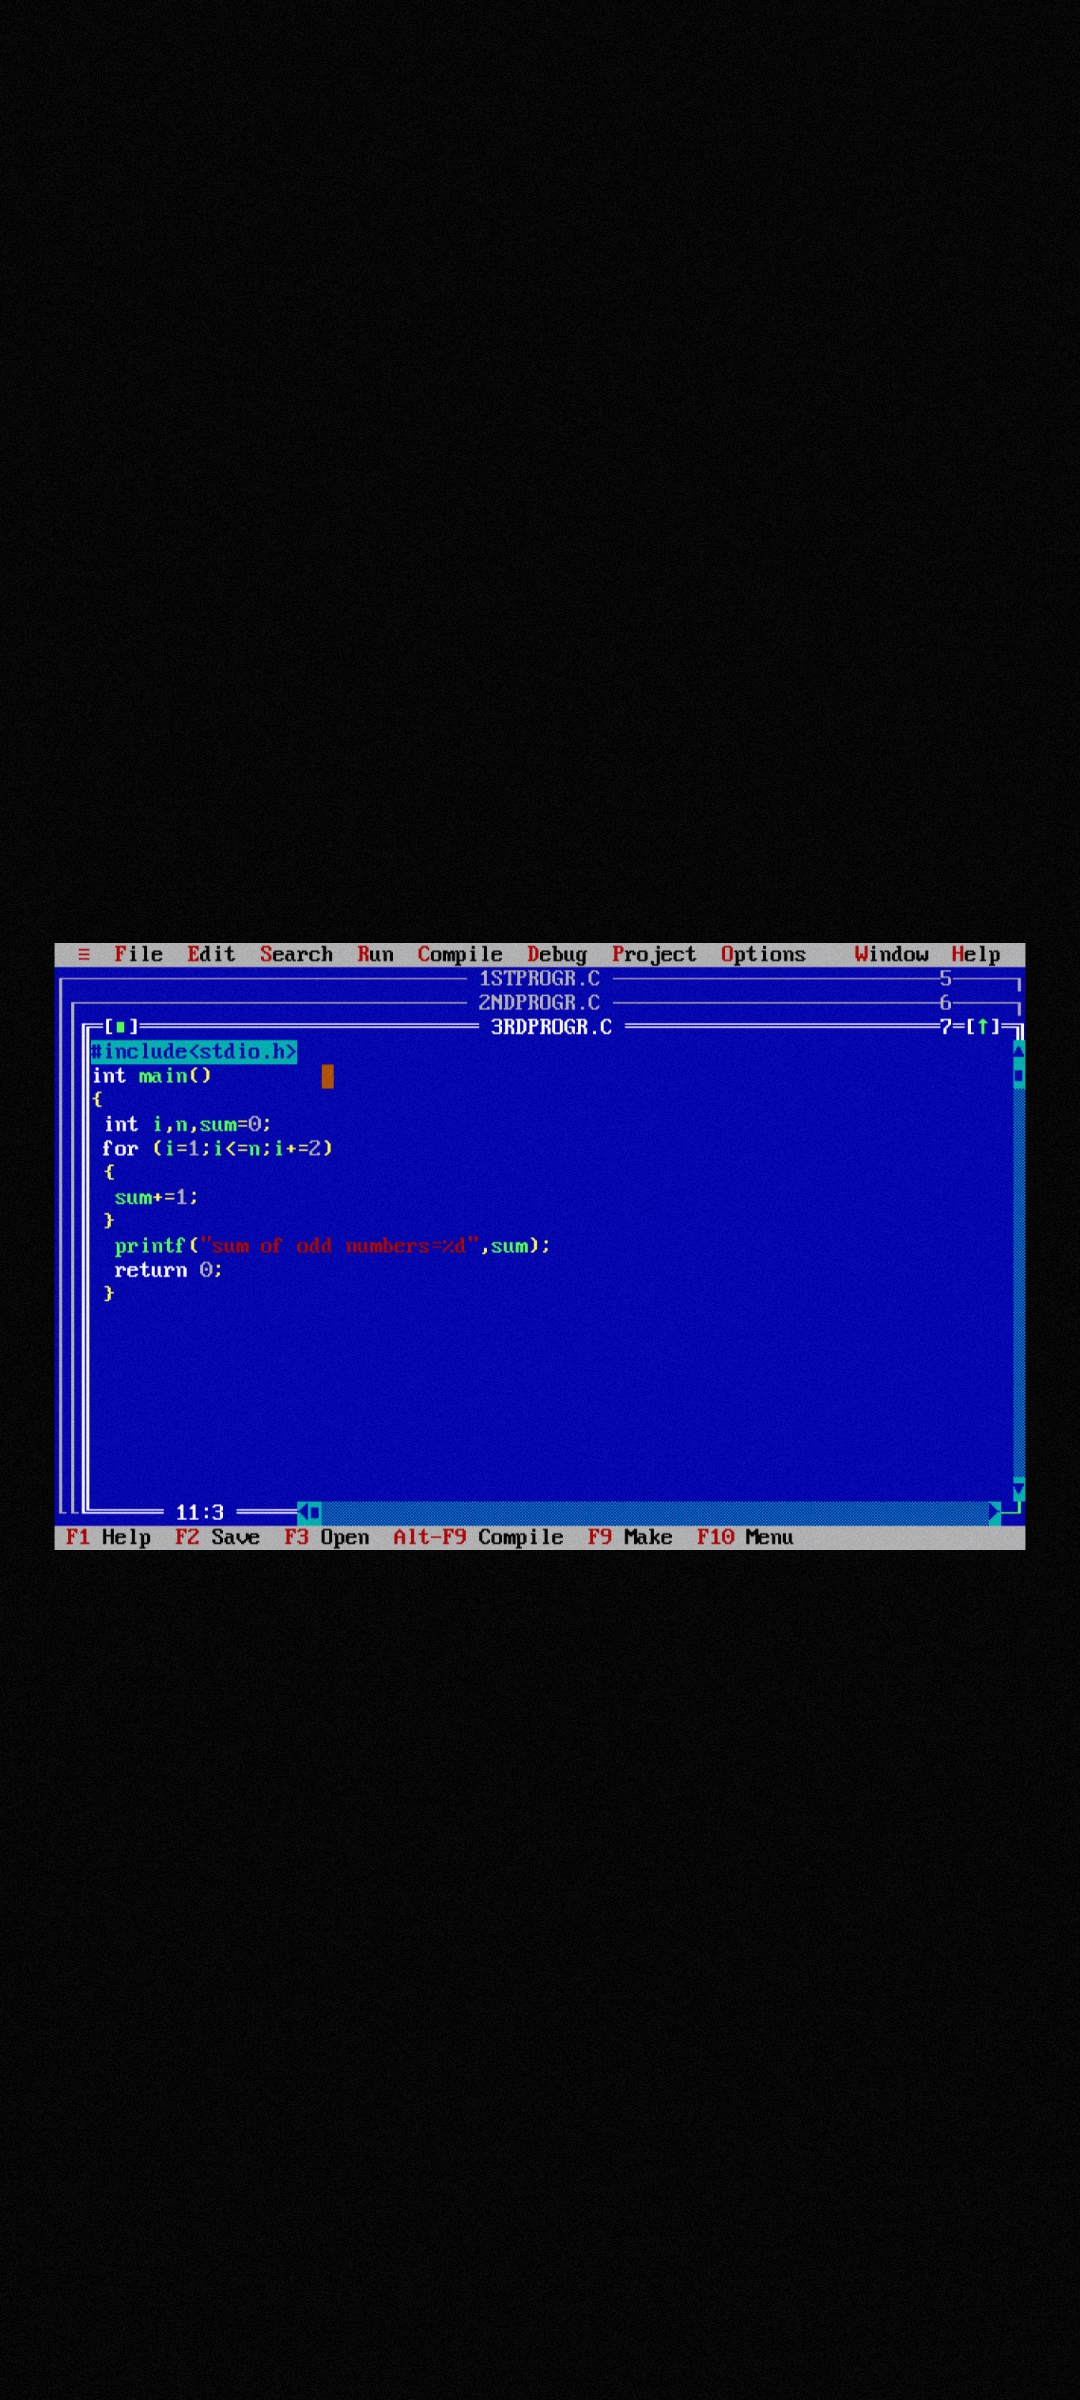 ≡ File Edit Search Run Compile Debug Project Options Window Help
1STPROGR.C 5
2NDPROGR.C 6
[■] 3RDPROGR.C 7=[↑]
#include<stdio.h>
int main()
{
int i,n,sum=0;
for (i=1;i<=n;i+=2)
{
sum+=1;
}
printf("sum of odd numbers=%d",sum);
return 0;
}
11:3
F1 Help F2 Save F3 Open Alt-F9 Compile F9 Make F10 Menu